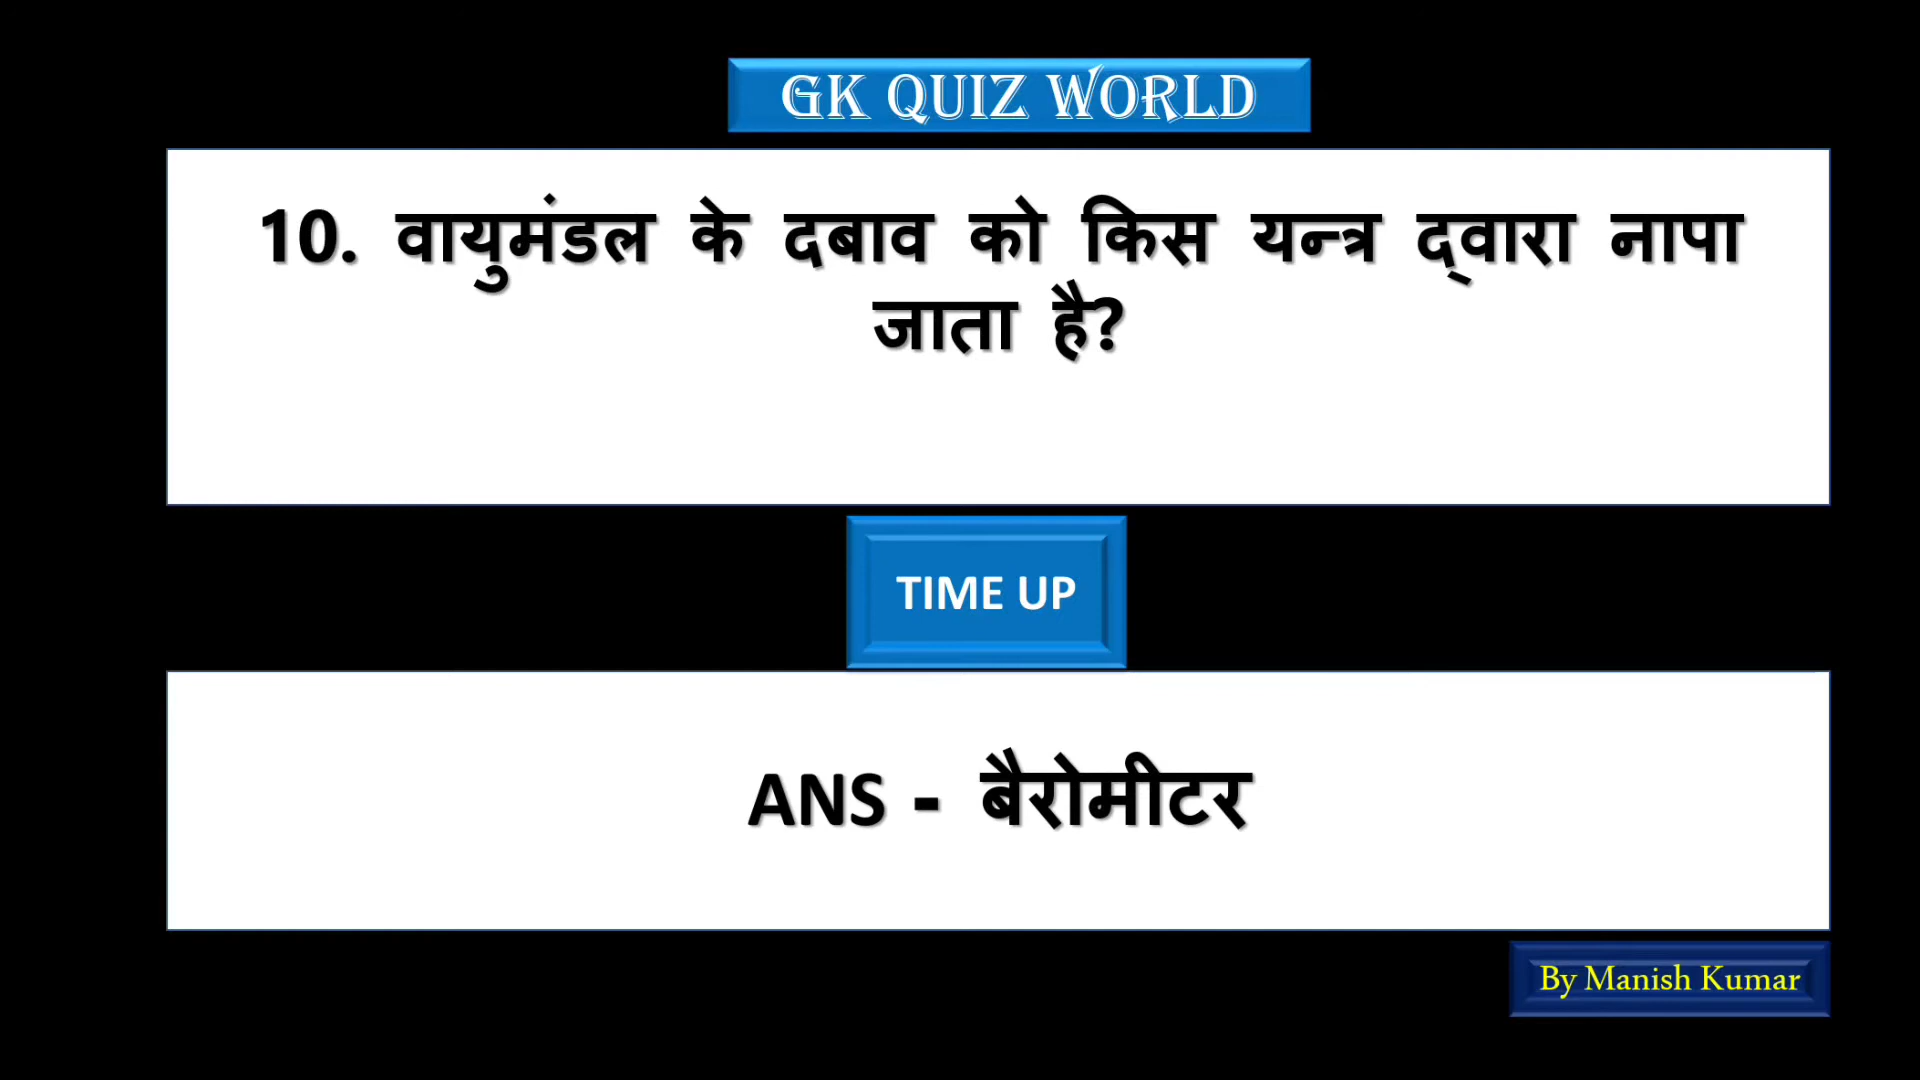 GK QUIZ WORLD
10. वायुमंडल के दबाव को किस यन्त्र द्वारा नापा
जाता है?
TIME UP
ANS - बैरोमीटर
By Manish Kumar